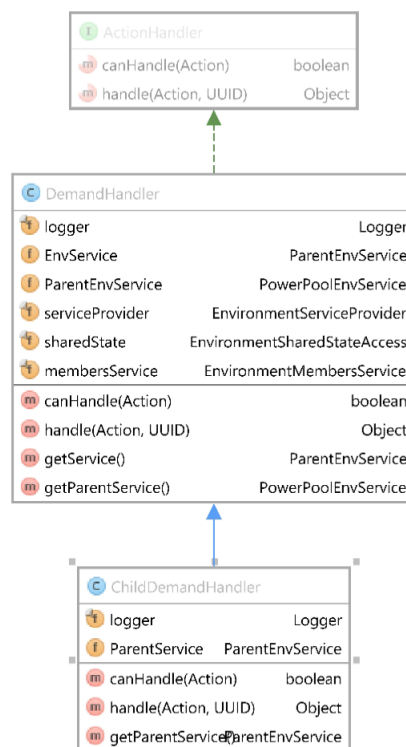 I ActionHandler
m canHandle(Action) boolean
m handle(Action, UUID) Object
C DemandHandler
f logger Logger
f EnvService ParentEnvService
f ParentEnvService PowerPoolEnvService
f serviceProvider EnvironmentServiceProvider
f sharedState EnvironmentSharedStateAccess
f membersService EnvironmentMembersService
m canHandle(Action) boolean
m handle(Action, UUID) Object
m getService() ParentEnvService
m getParentService() PowerPoolEnvService
C ChildDemandHandler
f logger Logger
f ParentService ParentEnvService
m canHandle(Action) boolean
m handle(Action, UUID) Object
m getParentService() ParentEnvService